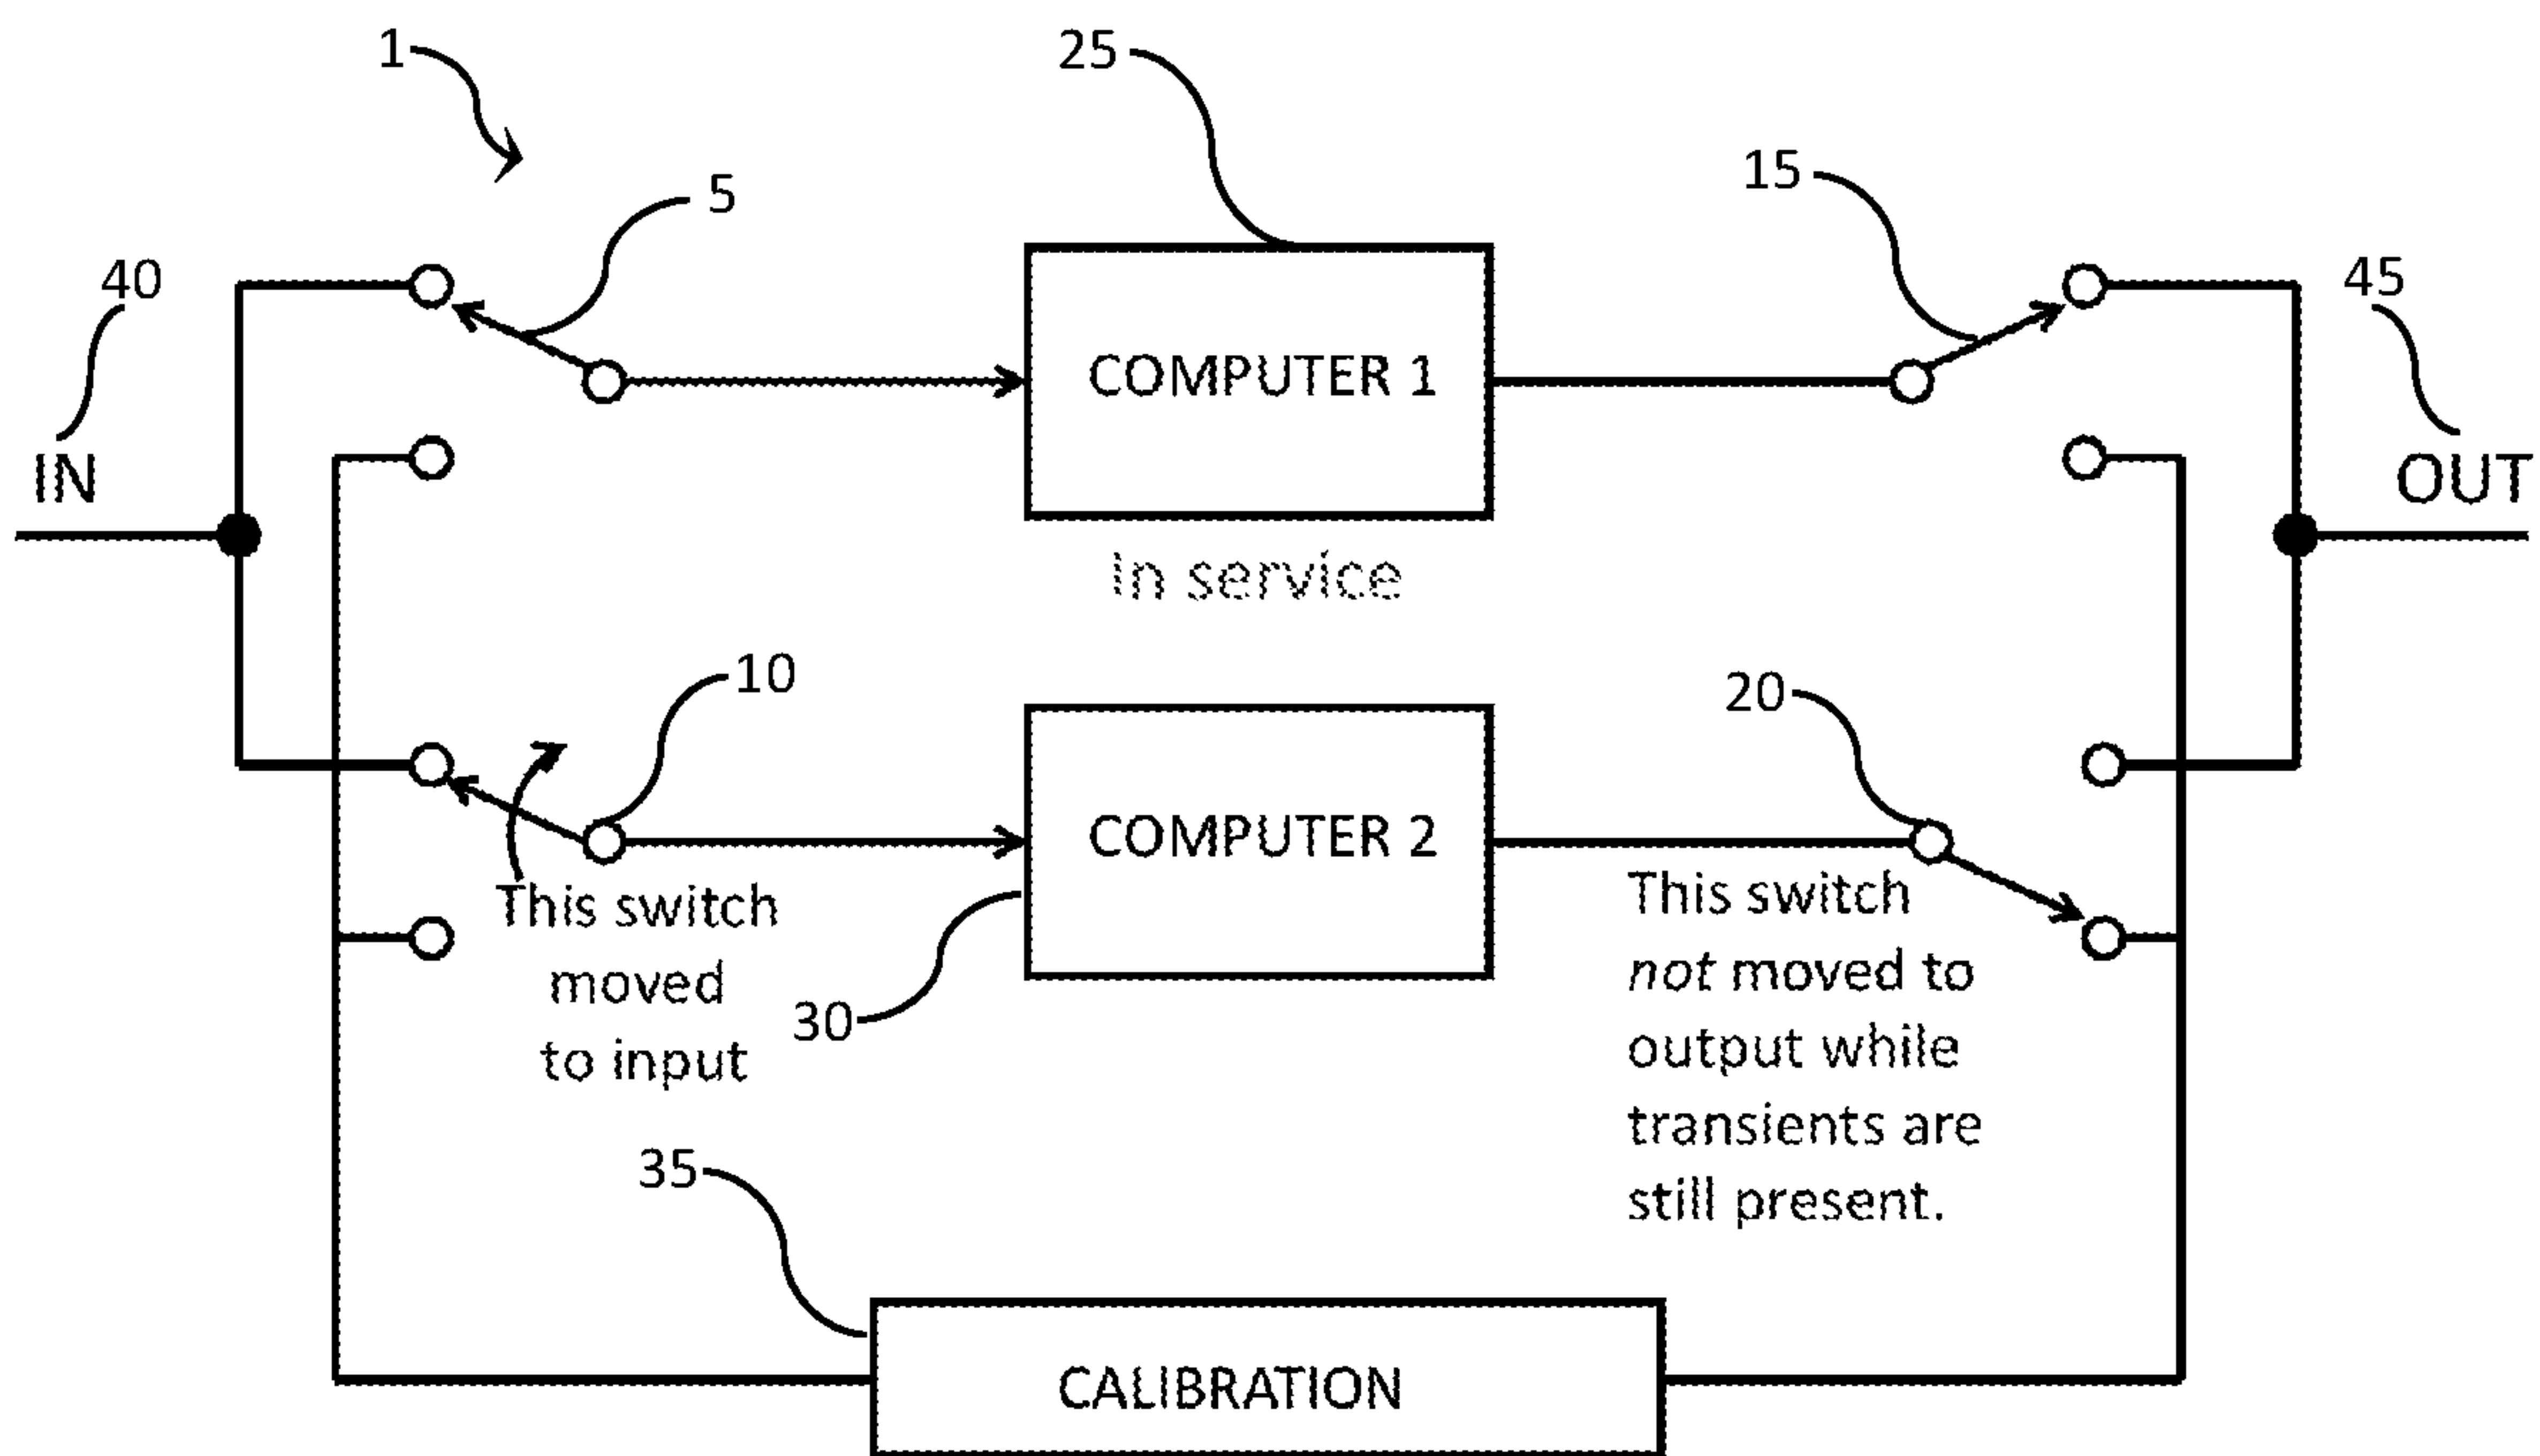 1
25
5
15
40
45
IN
COMPUTER 1
OUT
In service
10
20
COMPUTER 2
This switch
moved
to input
30
This switch
not moved to
output while
transients are
still present.
35
CALIBRATION